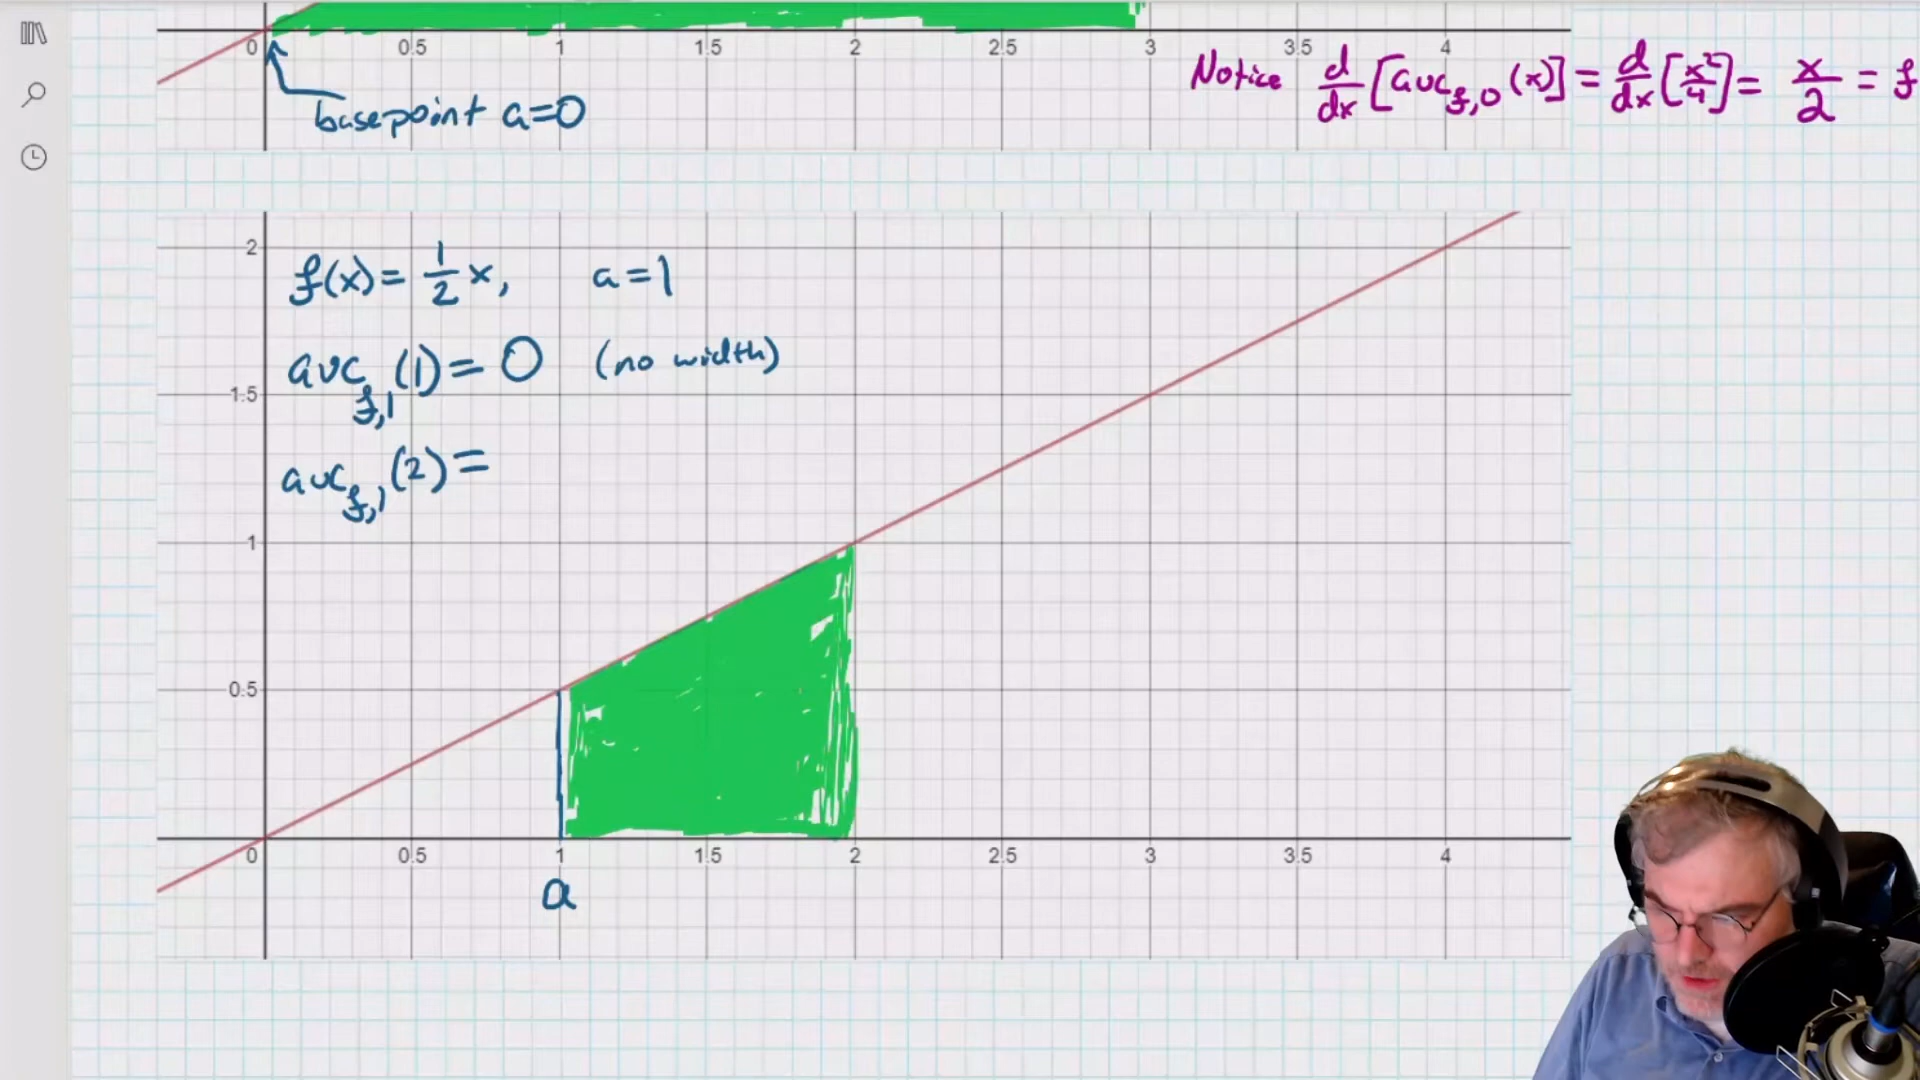 0 0.5 1 1.5 2 2.5 3 3.5 4
basepoint a=0
Notice d/dx [auc_f,0 (x)] = d/dx [x²/4] = x/2 = f
f(x) = 1/2 x, a=1
auc_f,1 (1) = 0 (no width)
auc_f,1 (2) =
2
1.5
1
0.5
0 0.5 1 1.5 2 2.5 3 3.5 4
a